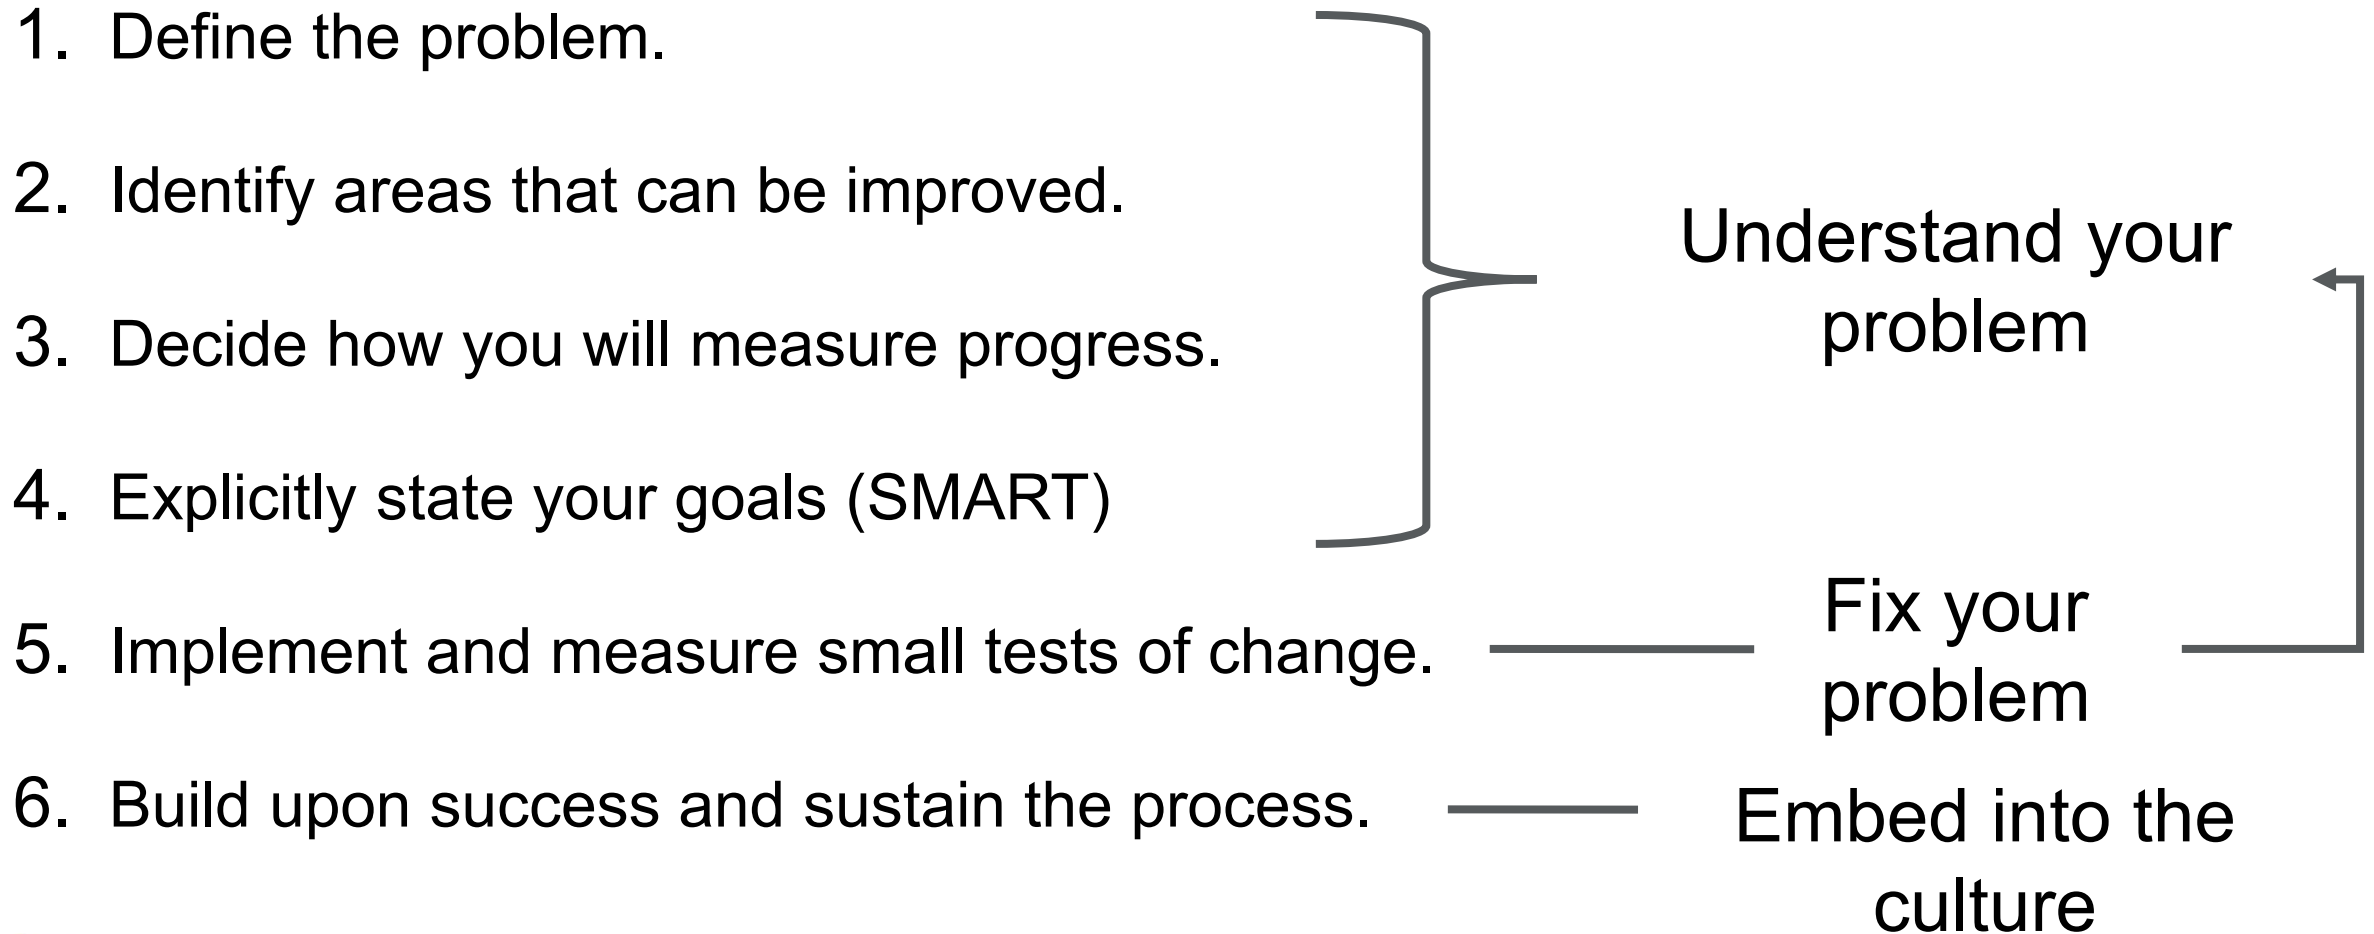 1. Define the problem.
2. Identify areas that can be improved.
3. Decide how you will measure progress.
4. Explicitly state your goals (SMART)
5. Implement and measure small tests of change.
6. Build upon success and sustain the process.
Understand your
problem
Fix your
problem
Embed into the
culture